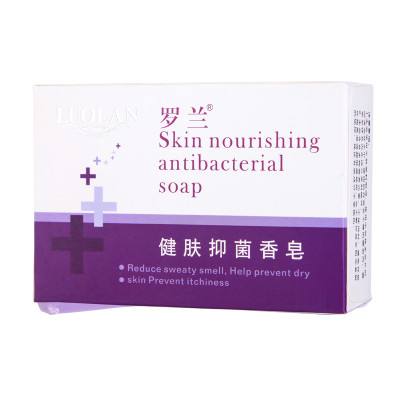 LUOLAN
罗兰®
Skin nourishing
antibacterial
soap
健肤抑菌香皂
Reduce sweaty smell, Help prevent dry
skin Prevent itchiness